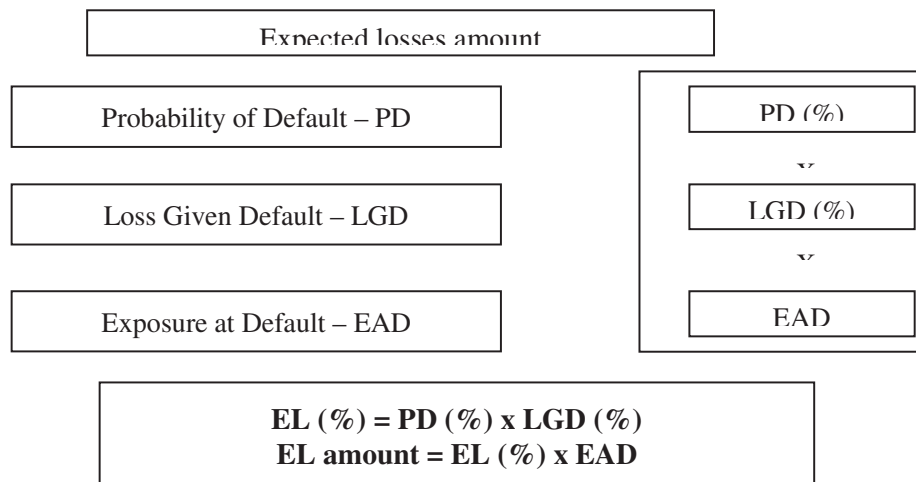 Expected losses amount
Probability of Default – PD
PD (%)
x
Loss Given Default – LGD
LGD (%)
x
Exposure at Default – EAD
EAD
EL (%) = PD (%) x LGD (%)
EL amount = EL (%) x EAD